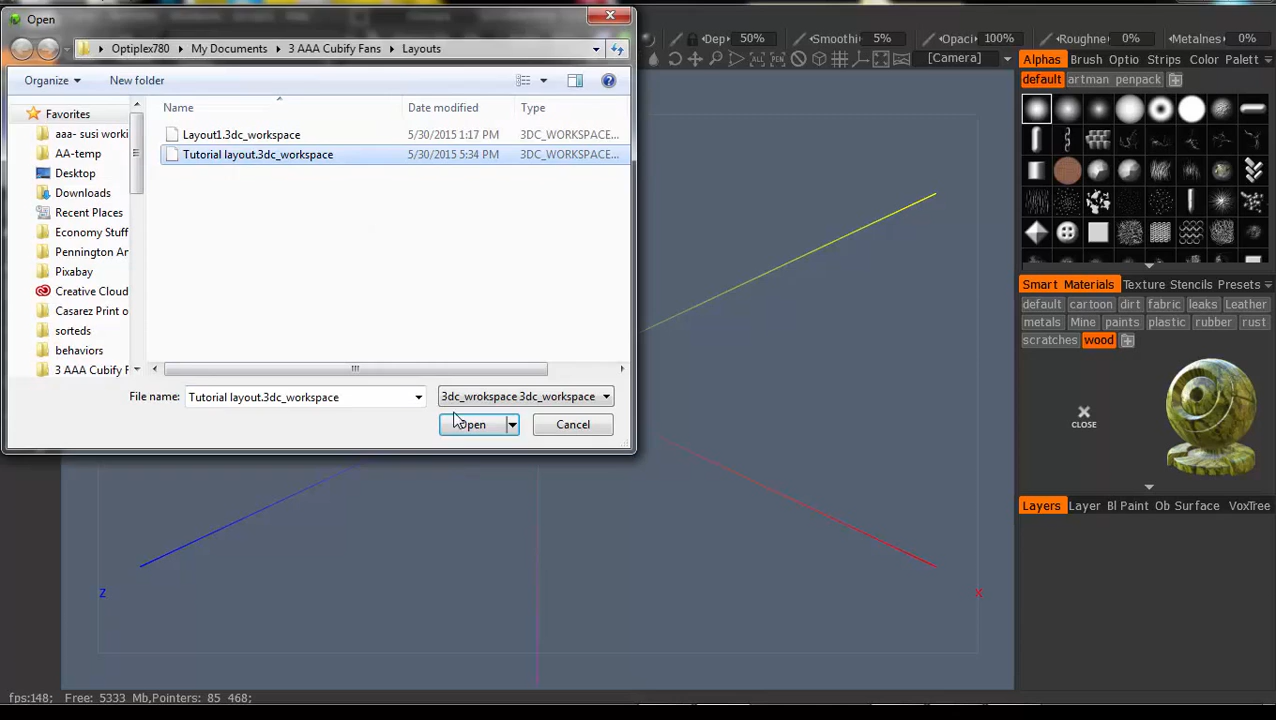 Open
Optiplex780 ▸ My Documents ▸ 3 AAA Cubify Fans ▸ Layouts
Organize New folder
Name Date modified Type
Favorites
Layout1.3dc_workspace 5/30/2015 1:17 PM 3DC_WORKSPACE...
Tutorial layout.3dc_workspace 5/30/2015 5:34 PM 3DC_WORKSPACE...
aaa- susi worki
AA-temp
Desktop
Downloads
Recent Places
Economy Stuff
Pennington Ar
Pixabay
Creative Cloud
Casarez Print o
sorteds
behaviors
3 AAA Cubify F
File name: Tutorial layout.3dc_workspace 3dc_wrokspace 3dc_workspace
Open Cancel
Dep 50% Smoothi 5% Opaci 100% Roughne 0% Metalnes 0%
[Camera]
Alphas Brush Optio Strips Color Palett
default artman penpack
Smart Materials Texture Stencils Presets
default cartoon dirt fabric leaks Leather
metals Mine paints plastic rubber rust
scratches wood
CLOSE
Layers Layer Bl Paint Ob Surface VoxTree
Z
X
fps:148; Free: 5333 Mb,Pointers: 85 468;